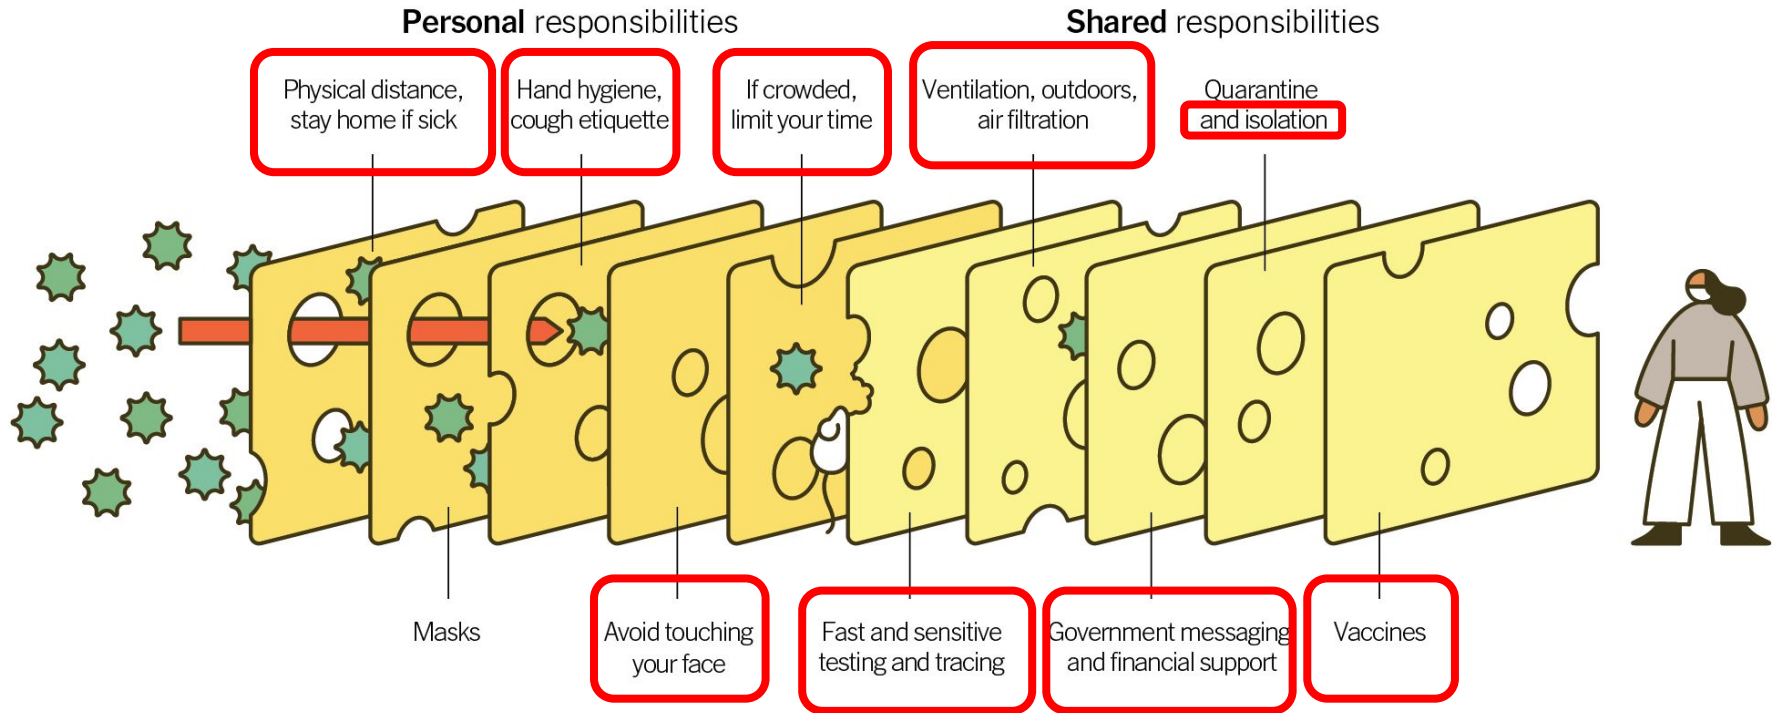 Personal responsibilities
Shared responsibilities
Physical distance,
stay home if sick
Hand hygiene,
cough etiquette
If crowded,
limit your time
Ventilation, outdoors,
air filtration
Quarantine
and isolation
Masks
Avoid touching
your face
Fast and sensitive
testing and tracing
Government messaging
and financial support
Vaccines